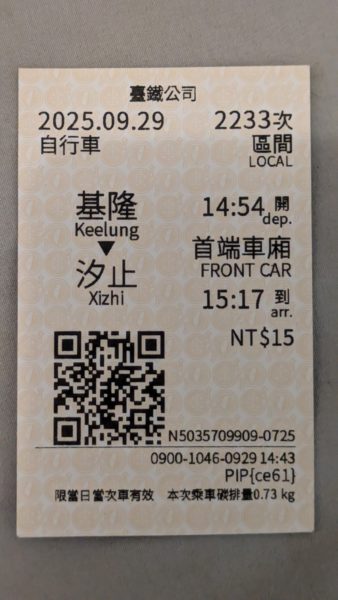 臺鐵公司
2025.09.29 2233次
自行車 區間
LOCAL
基隆 14:54 開
Keelung dep.
▼ 首端車廂
汐止 FRONT CAR
Xizhi 15:17 到
arr.
NT$15
N5035709909-0725
0900-1046-0929 14:43
PIP{ce61}
限當日當次車有效 本次乘車碳排量0.73 kg